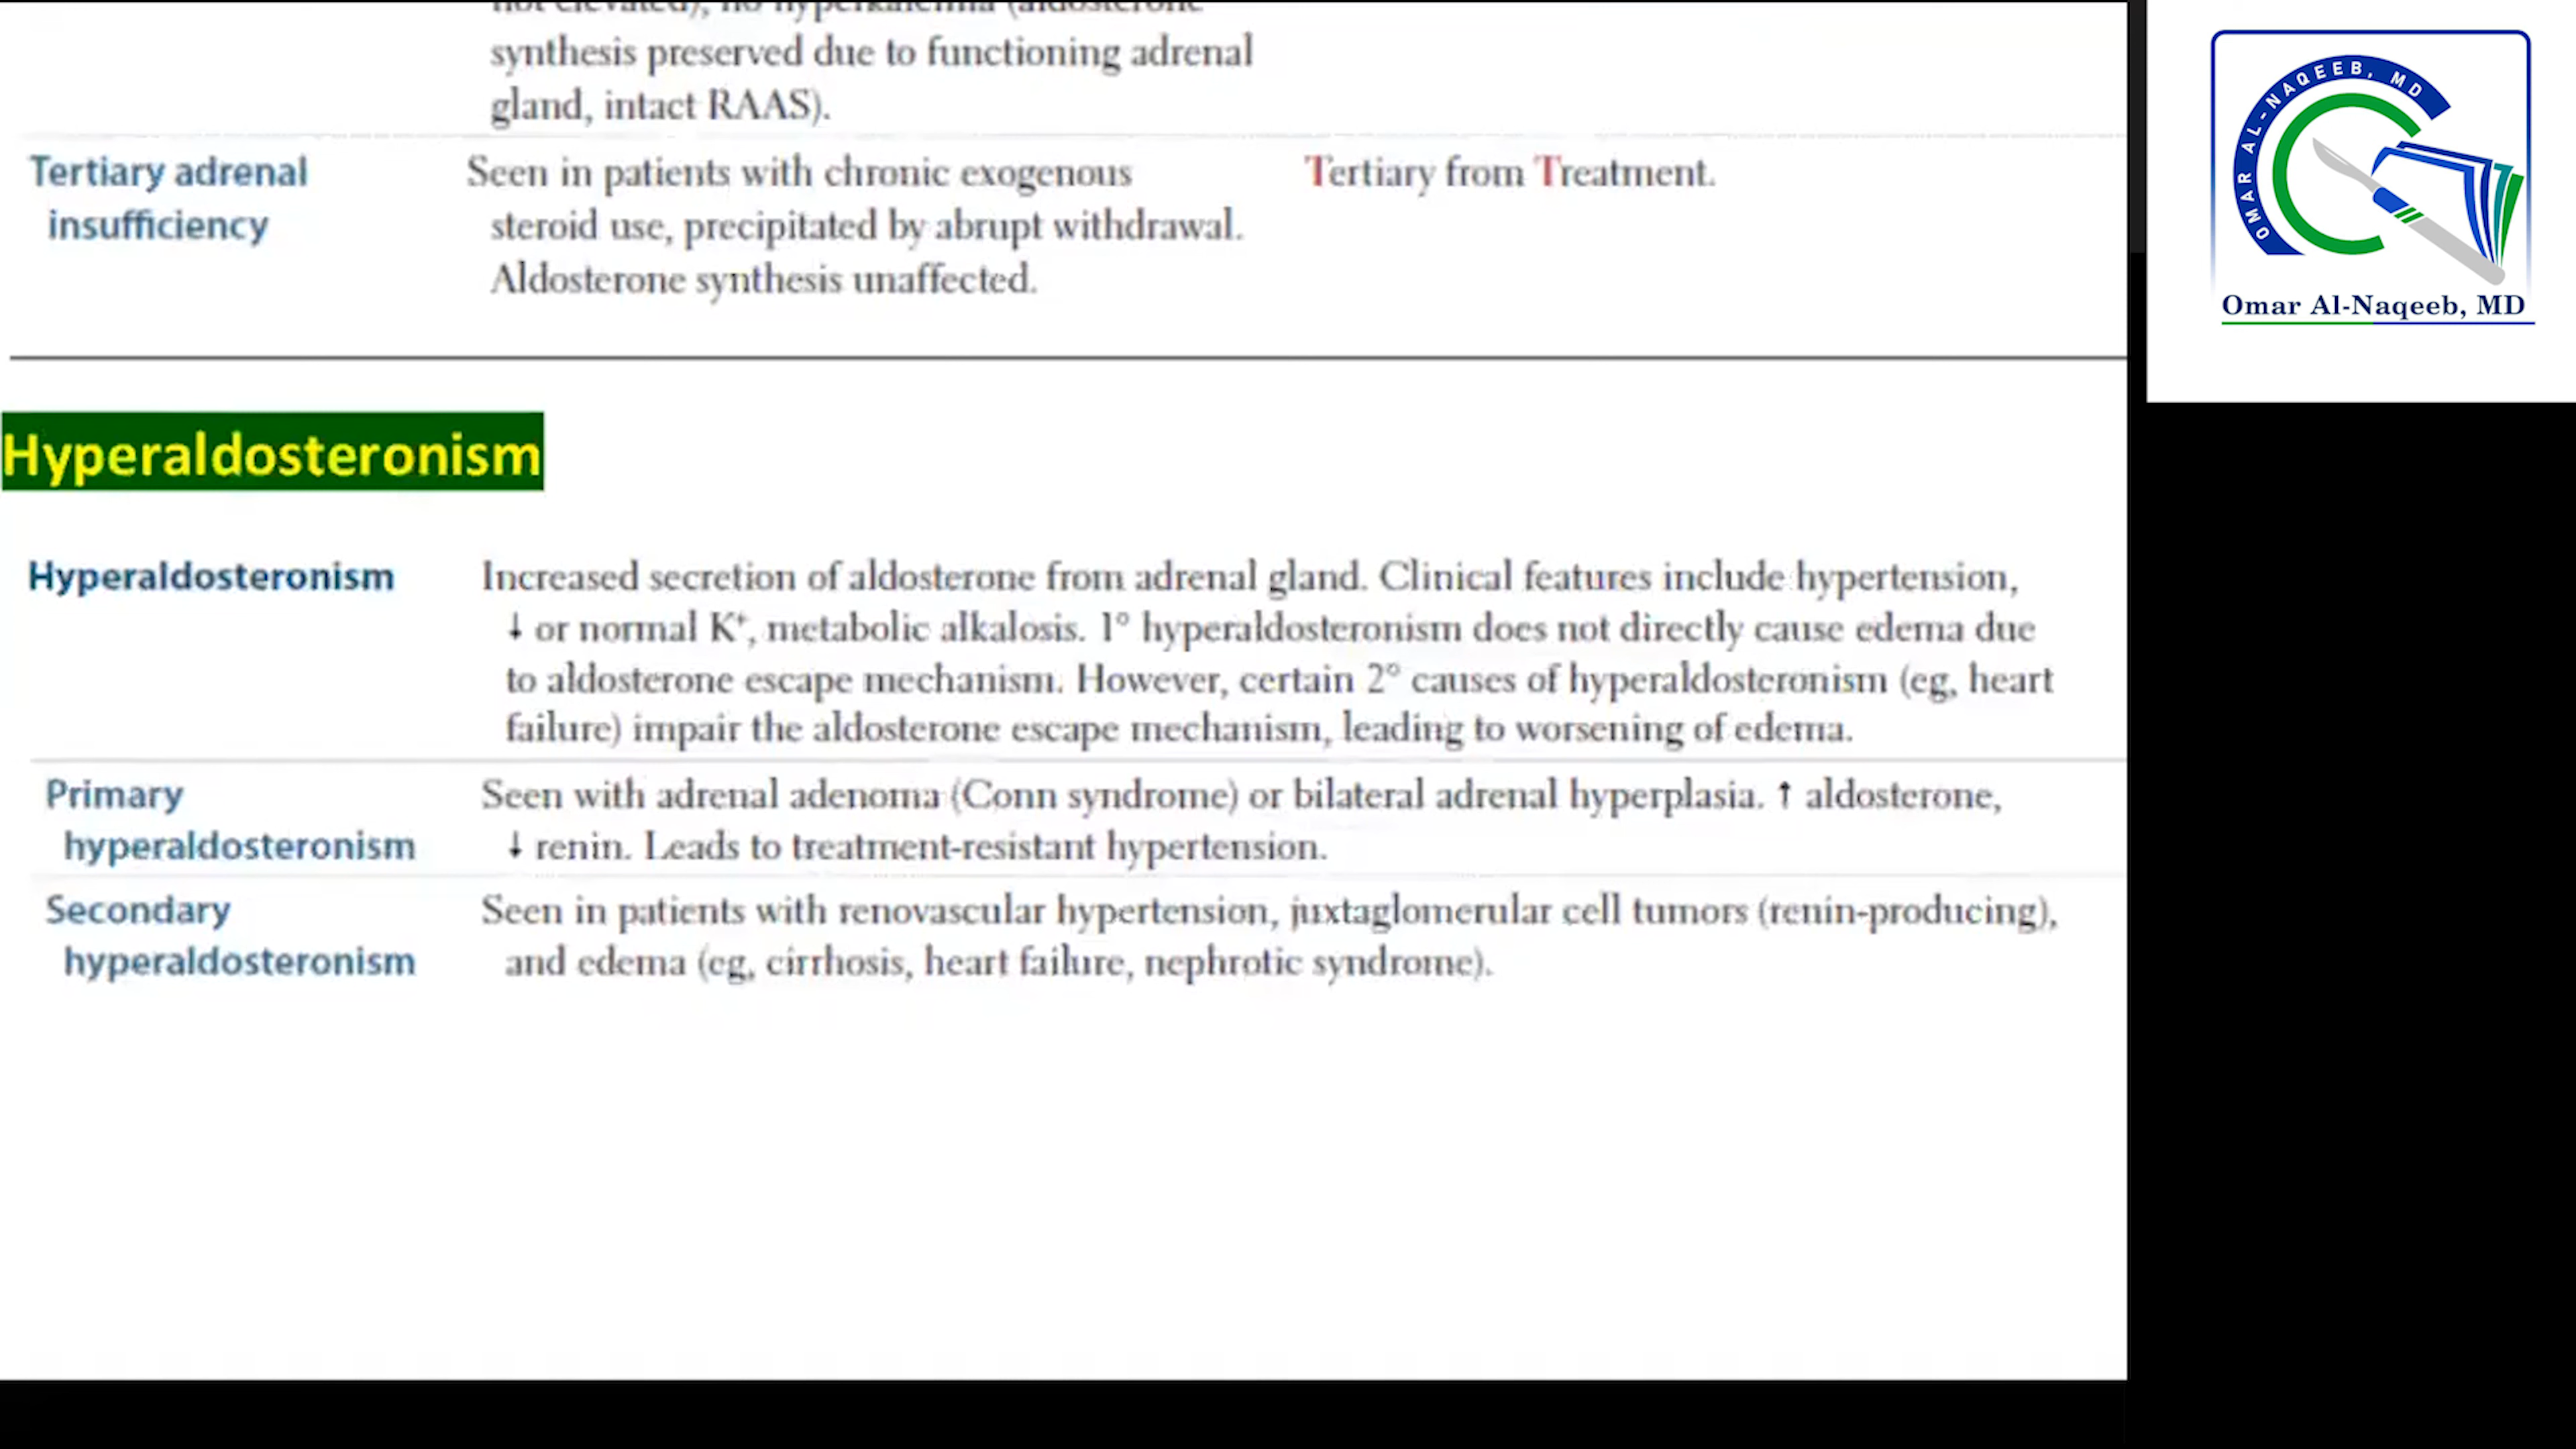 not elevated), no hyperkalemia (aldosterone
synthesis preserved due to functioning adrenal
gland, intact RAAS).
Tertiary adrenal
insufficiency
Seen in patients with chronic exogenous
steroid use, precipitated by abrupt withdrawal.
Aldosterone synthesis unaffected.
Tertiary from Treatment.
Hyperaldosteronism
Hyperaldosteronism
Increased secretion of aldosterone from adrenal gland. Clinical features include hypertension,
↓ or normal K⁺, metabolic alkalosis. 1° hyperaldosteronism does not directly cause edema due
to aldosterone escape mechanism. However, certain 2° causes of hyperaldosteronism (eg, heart
failure) impair the aldosterone escape mechanism, leading to worsening of edema.
Primary
hyperaldosteronism
Seen with adrenal adenoma (Conn syndrome) or bilateral adrenal hyperplasia. ↑ aldosterone,
↓ renin. Leads to treatment-resistant hypertension.
Secondary
hyperaldosteronism
Seen in patients with renovascular hypertension, juxtaglomerular cell tumors (renin-producing),
and edema (eg, cirrhosis, heart failure, nephrotic syndrome).
OMAR AL-NAQEEB, MD
Omar Al-Naqeeb, MD